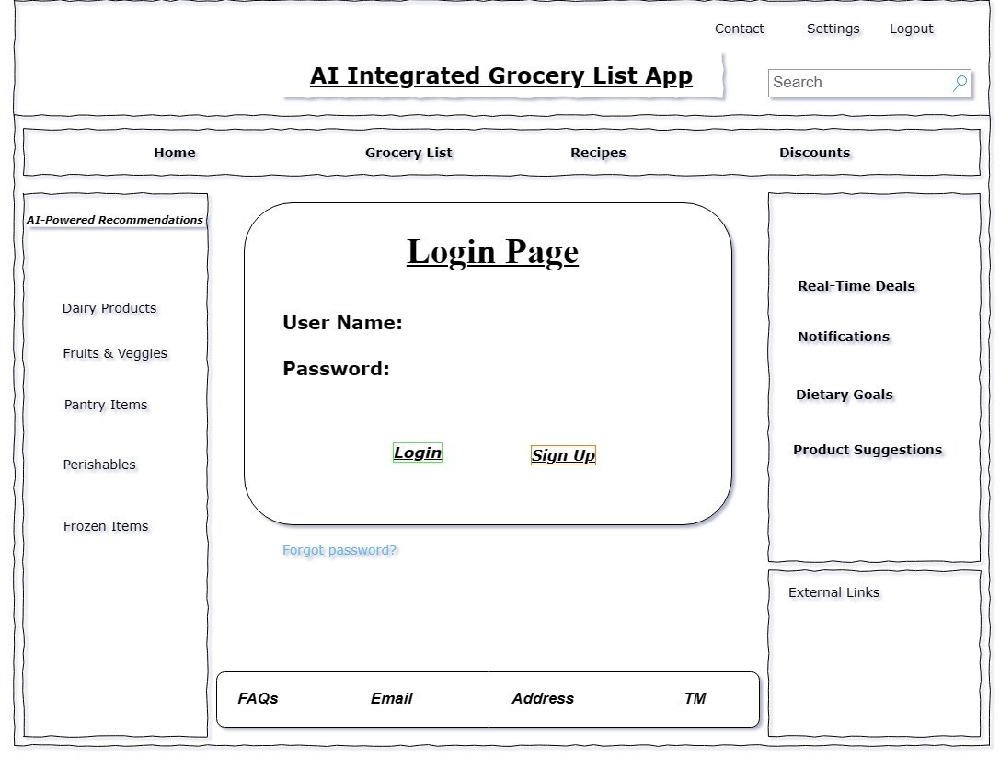 Contact Settings Logout
AI Integrated Grocery List App
Search
Home Grocery List Recipes Discounts
AI-Powered Recommendations
Dairy Products
Fruits & Veggies
Pantry Items
Perishables
Frozen Items
Login Page
User Name:
Password:
Login Sign Up
Forgot password?
Real-Time Deals
Notifications
Dietary Goals
Product Suggestions
External Links
FAQs Email Address TM